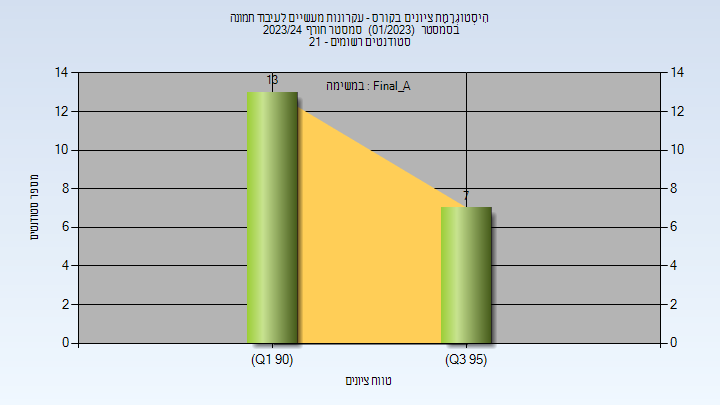 היסטוגרמת ציונים בקורס - עקרונות מעשיים לעיבוד תמונה
בסמסטר (01/2023) סמסטר חורף 2023/24
סטודנטים רשומים - 21
במשימה : Final_A
13
7
מספר סטודנטים
14
12
10
8
6
4
2
0
14
12
10
8
6
4
2
0
(Q1 90)
(Q3 95)
טווח ציונים